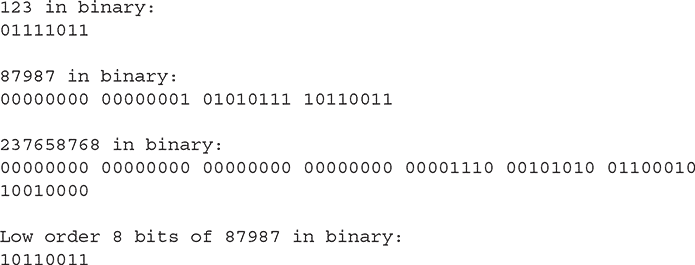 123 in binary:
01111011
87987 in binary:
00000000 00000001 01010111 10110011
237658768 in binary:
00000000 00000000 00000000 00000000 00001110 00101010 01100010
10010000
Low order 8 bits of 87987 in binary:
10110011